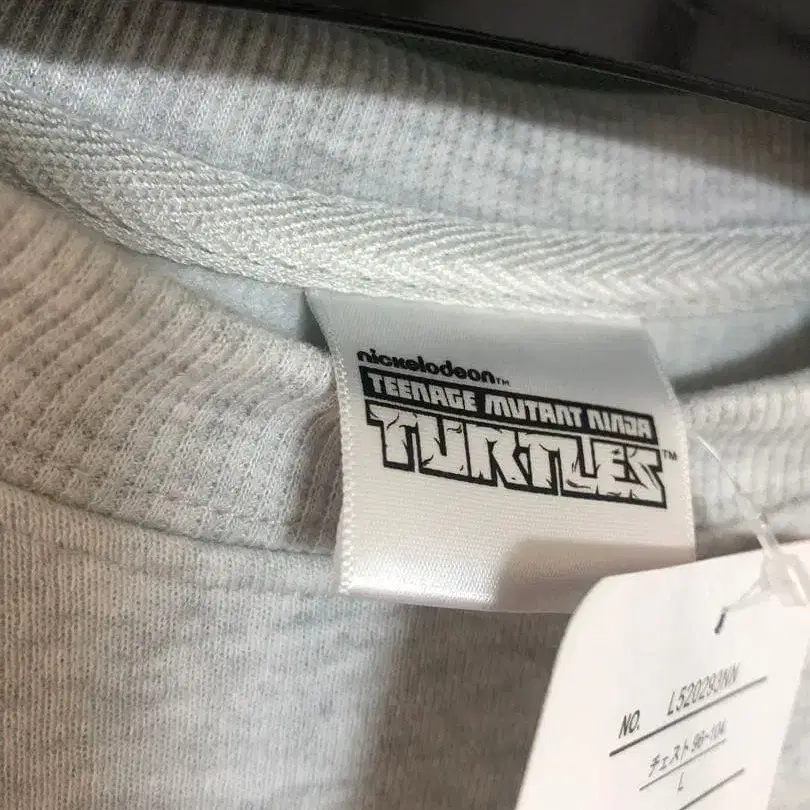 nickelodeon™
TEENAGE MUTANT NINJA
TURTLES™
NO. L520293NN
チェスト 96-104
L